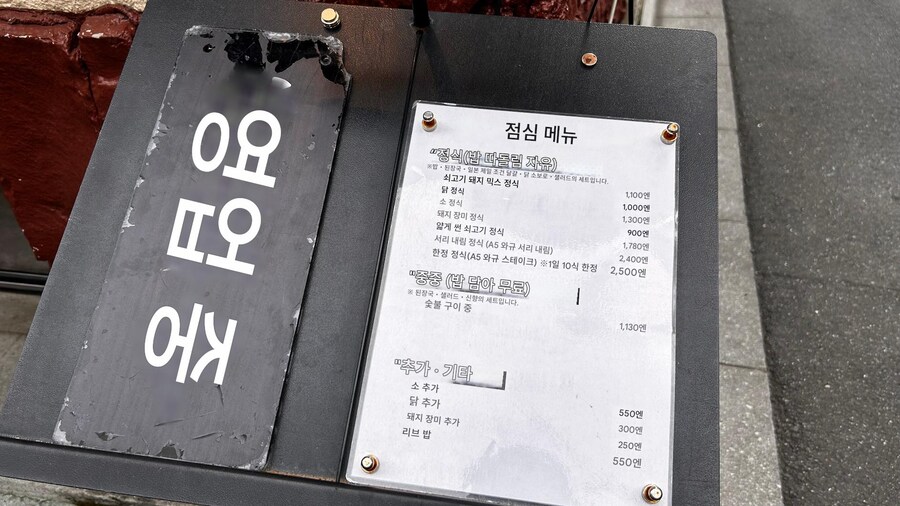 영업 중
점심 메뉴
"정식(밥 따돌림 자유)
※밥・된장국・일본 제일 조건 달걀・닭 소보로・샐러드의 세트입니다.
쇠고기 돼지 믹스 정식 1,100엔
닭 정식 1,000엔
소 정식 1,300엔
돼지 장미 정식 900엔
얇게 썬 쇠고기 정식 1,780엔
서리 내림 정식 (A5 와규 서리 내림) 2,400엔
한정 정식(A5 와규 스테이크) ※1일 10식 한정 2,500엔
"중중 (밥 담아 무료)
※ 된장국・샐러드・신향의 세트입니다.
숯불 구이 중 1,130엔
"추가・기타
소 추가 550엔
닭 추가 300엔
돼지 장미 추가 250엔
리브 밥 550엔